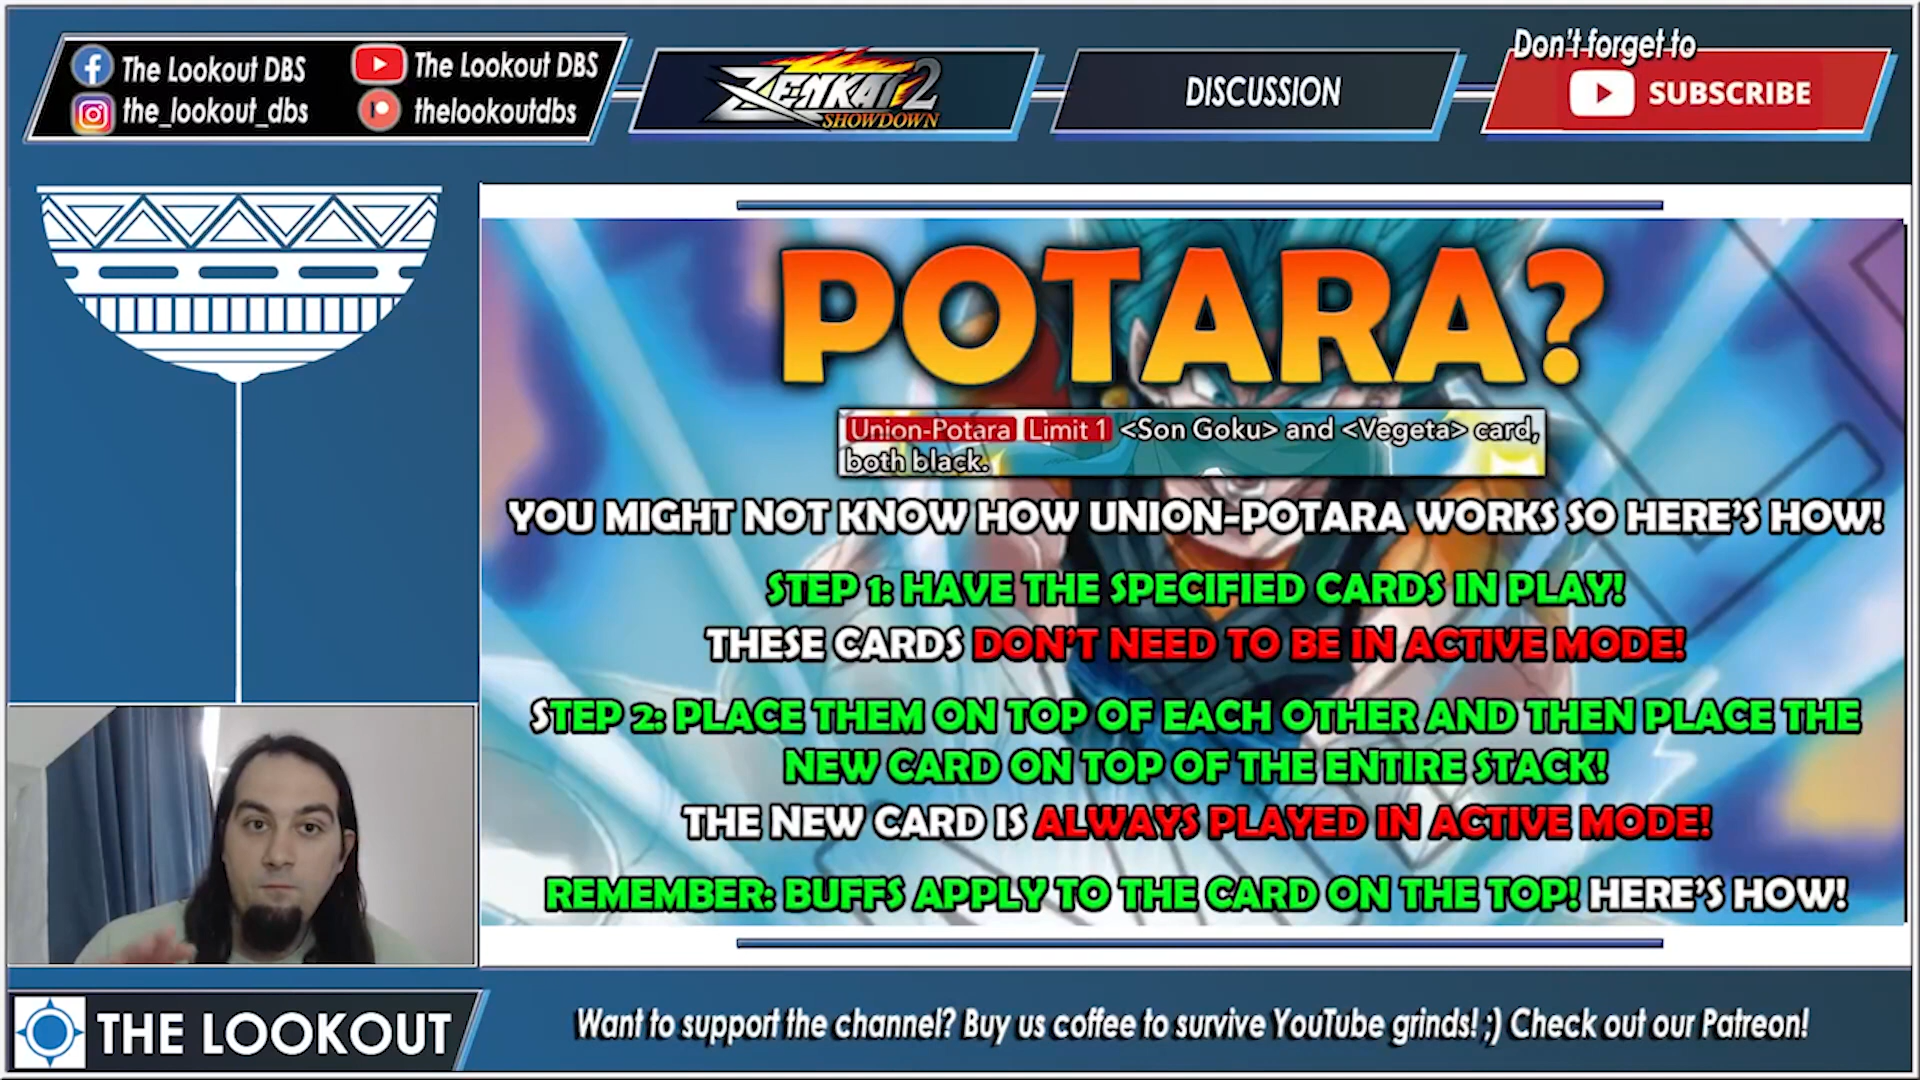 The Lookout DBS
The Lookout DBS
the_lookout_dbs
thelookoutdbs
ZENKAI 2
SHOWDOWN
DISCUSSION
Don't forget to
SUBSCRIBE
POTARA?
Union-Potara Limit 1 <Son Goku> and <Vegeta> card,
both black.
YOU MIGHT NOT KNOW HOW UNION-POTARA WORKS SO HERE'S HOW!
STEP 1: HAVE THE SPECIFIED CARDS IN PLAY!
THESE CARDS DON'T NEED TO BE IN ACTIVE MODE!
STEP 2: PLACE THEM ON TOP OF EACH OTHER AND THEN PLACE THE
NEW CARD ON TOP OF THE ENTIRE STACK!
THE NEW CARD IS ALWAYS PLAYED IN ACTIVE MODE!
REMEMBER: BUFFS APPLY TO THE CARD ON THE TOP! HERE'S HOW!
THE LOOKOUT
Want to support the channel? Buy us coffee to survive YouTube grinds! ;) Check out our Patreon!